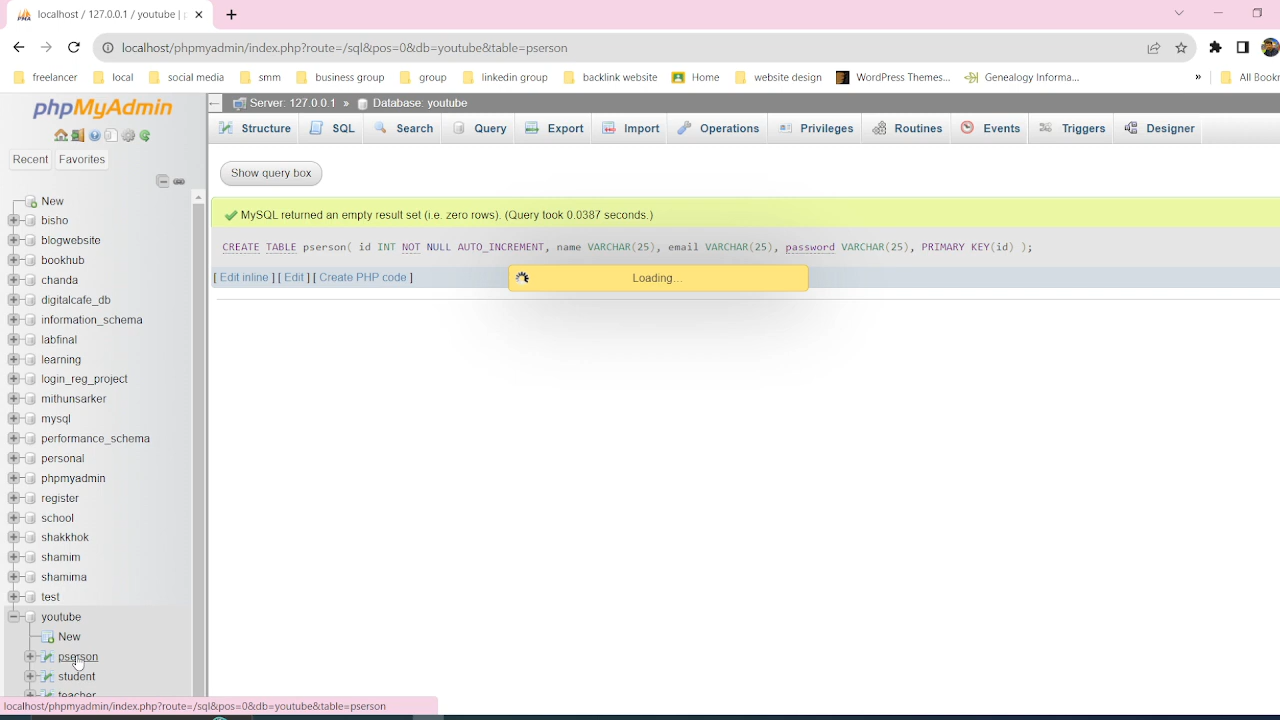 localhost / 127.0.0.1 / youtube | p
localhost/phpmyadmin/index.php?route=/sql&pos=0&db=youtube&table=pserson
freelancer local social media smm business group group linkedin group backlink website Home website design WordPress Themes... Genealogy Informa... » All Book
phpMyAdmin
Server: 127.0.0.1 » Database: youtube
Structure SQL Search Query Export Import Operations Privileges Routines Events Triggers Designer
Recent Favorites
Show query box
MySQL returned an empty result set (i.e. zero rows). (Query took 0.0387 seconds.)
CREATE TABLE pserson( id INT NOT NULL AUTO_INCREMENT, name VARCHAR(25), email VARCHAR(25), password VARCHAR(25), PRIMARY KEY(id) );
[ Edit inline ] [ Edit ] [ Create PHP code ]
Loading...
New
bisho
blogwebsite
bookhub
chanda
digitalcafe_db
information_schema
labfinal
learning
login_reg_project
mithunsarker
mysql
performance_schema
personal
phpmyadmin
register
school
shakkhok
shamim
shamima
test
youtube
New
pserson
student
teacher
localhost/phpmyadmin/index.php?route=/sql&pos=0&db=youtube&table=pserson